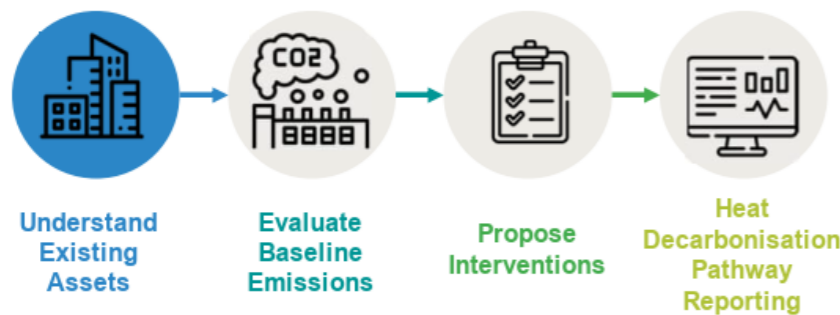 CO2
Understand
Existing
Assets
Evaluate
Baseline
Emissions
Propose
Interventions
Heat
Decarbonisation
Pathway
Reporting